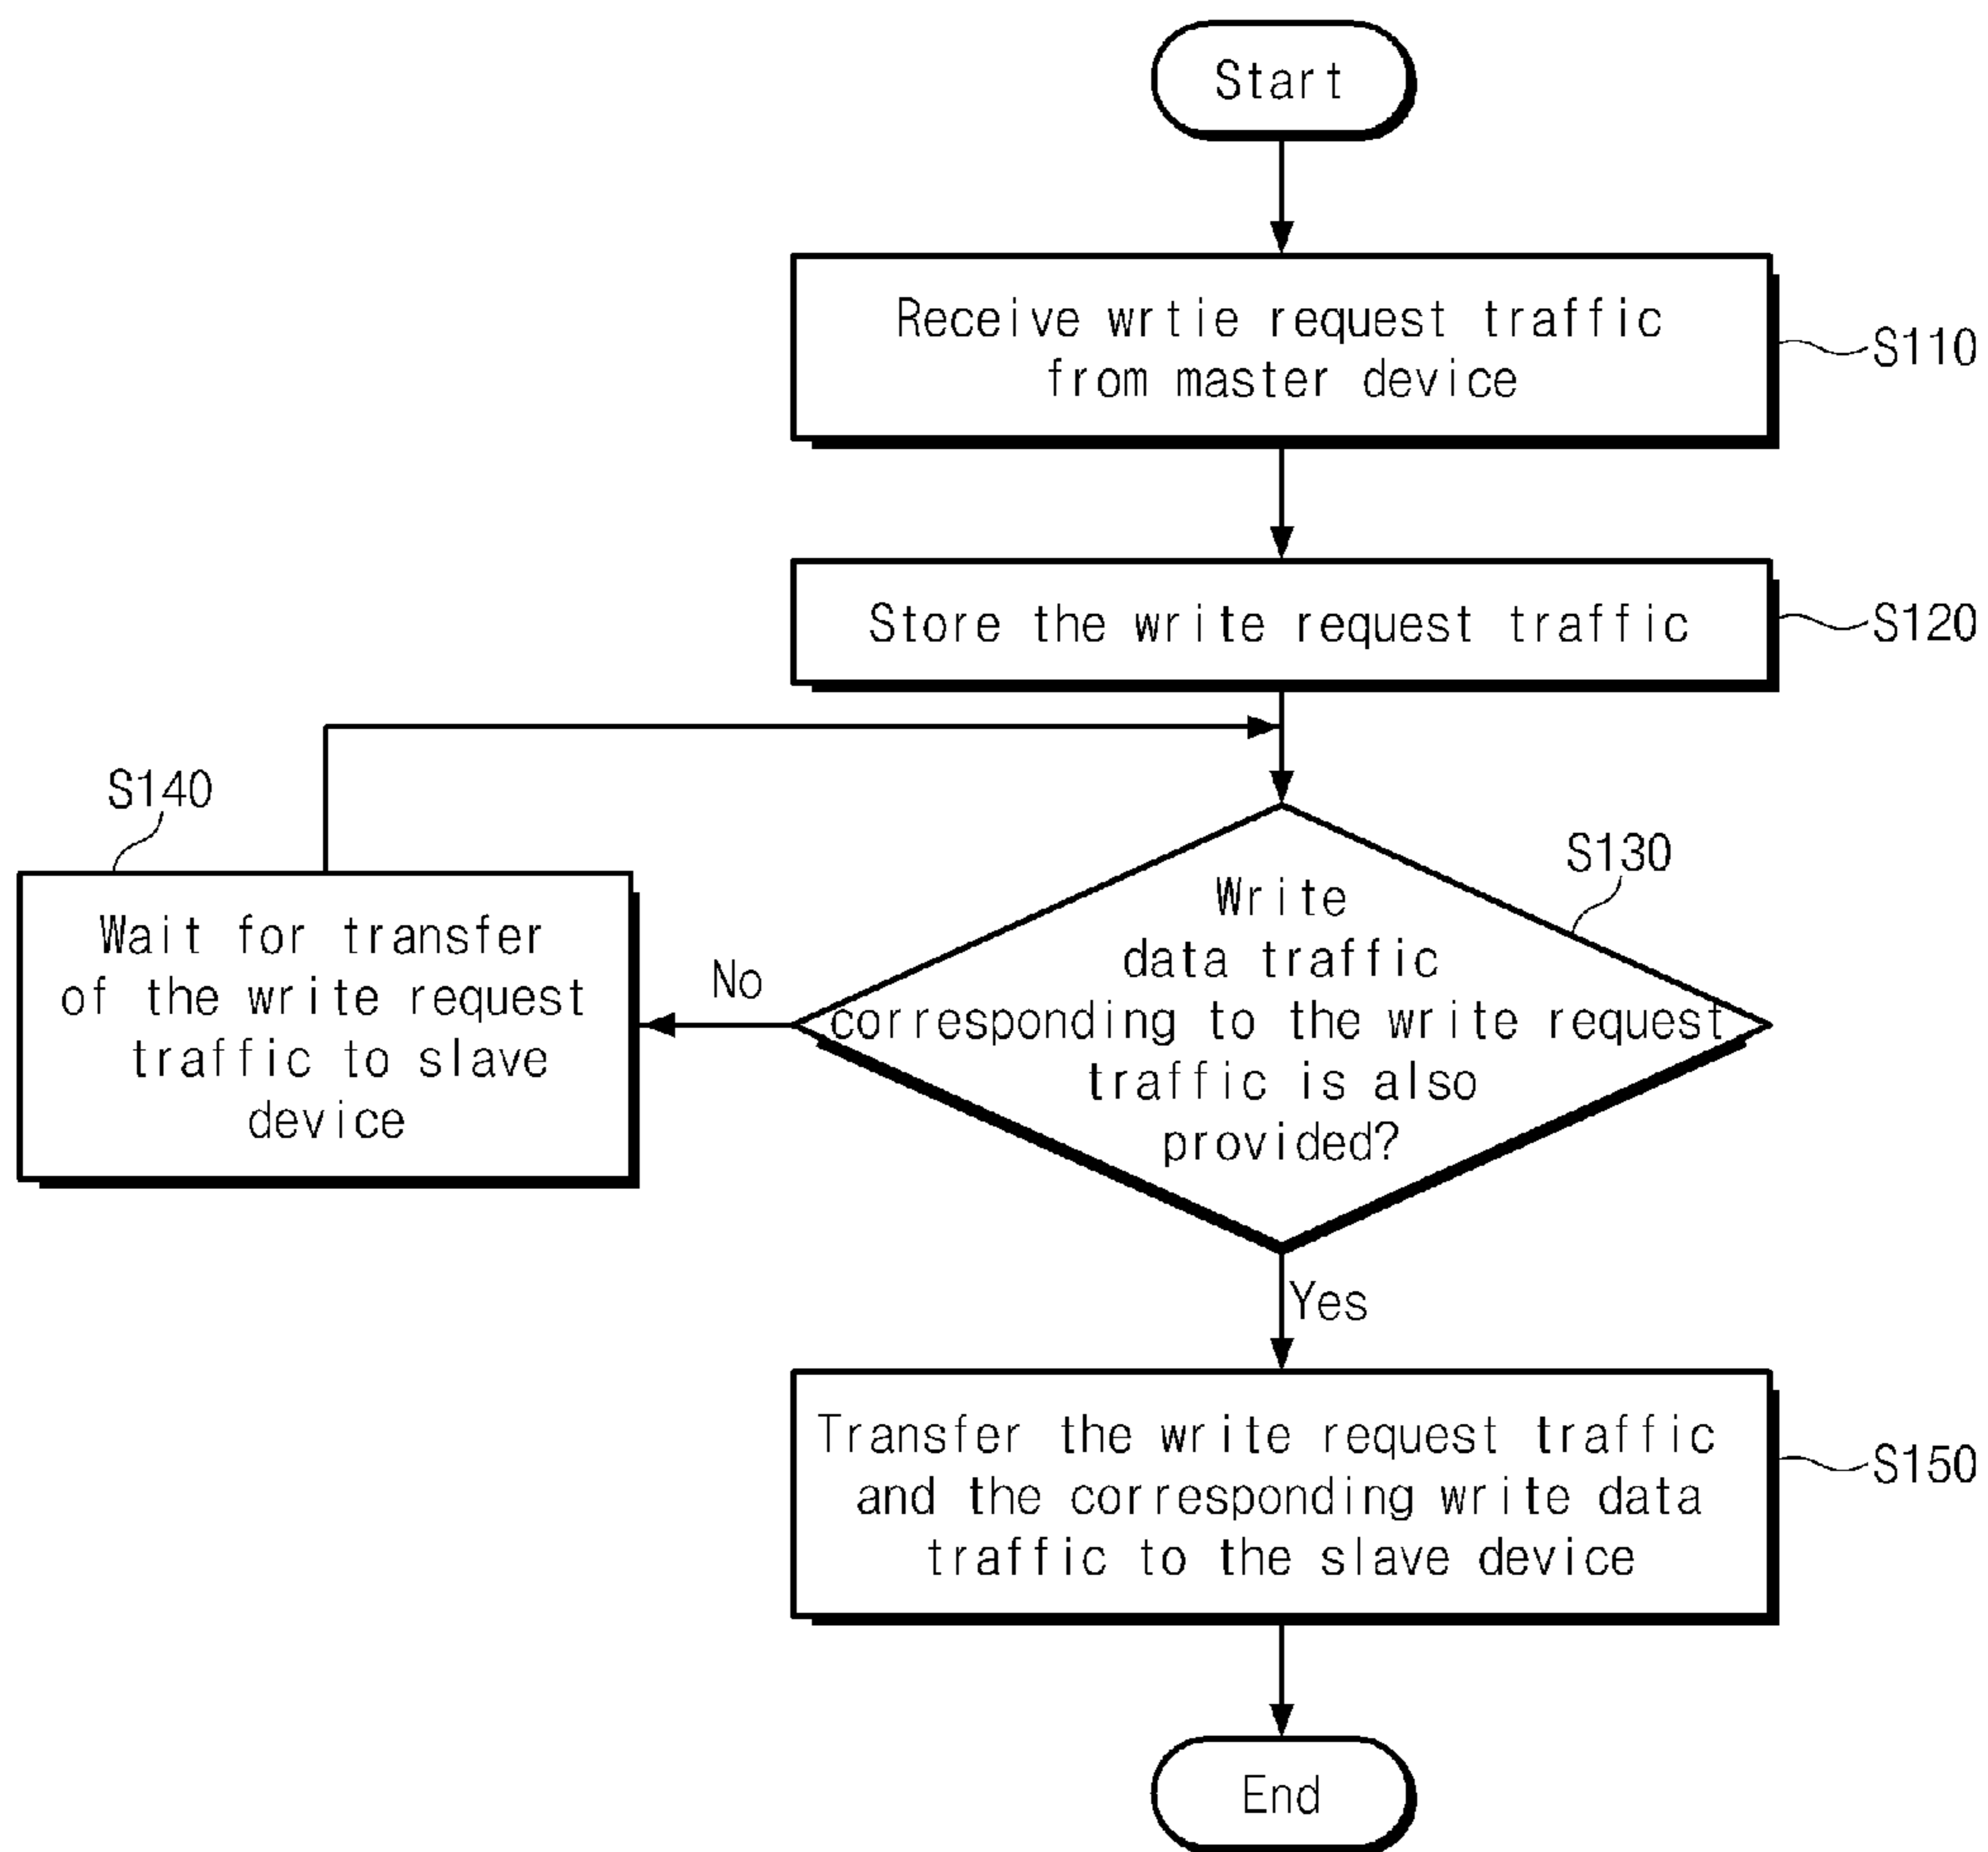 Start
Receive wrtie request traffic
from master device
S110
Store the write request traffic
S120
S140
Wait for transfer
of the write request
traffic to slave
device
No
S130
Write
data traffic
corresponding to the write request
traffic is also
provided?
Yes
Transfer the write request traffic
and the corresponding write data
traffic to the slave device
S150
End